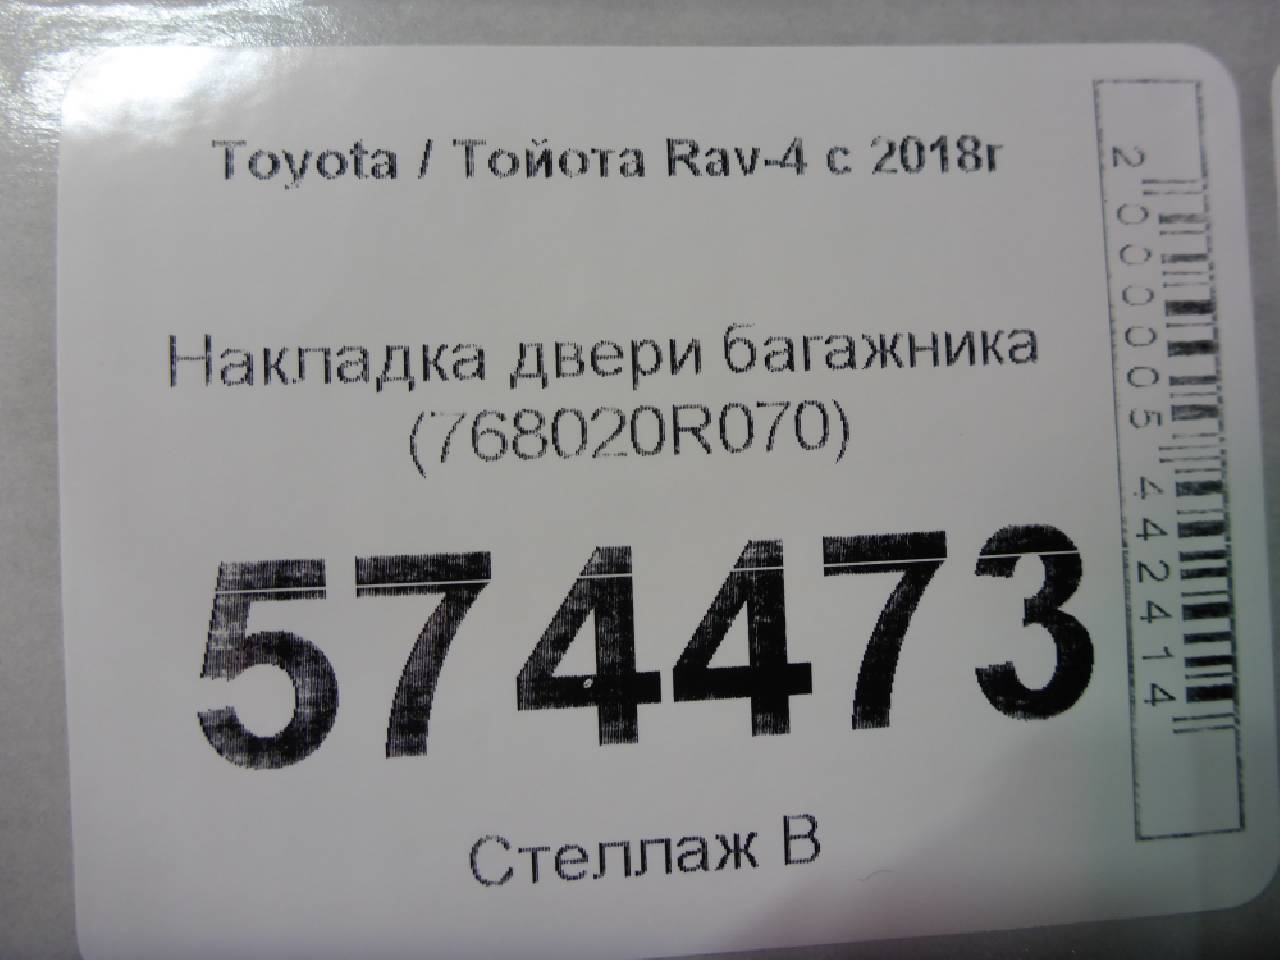 Toyota / Тойота Rav-4 с 2018г
Накладка двери багажника
(768020R070)
574473
Стеллаж В
2000005442414